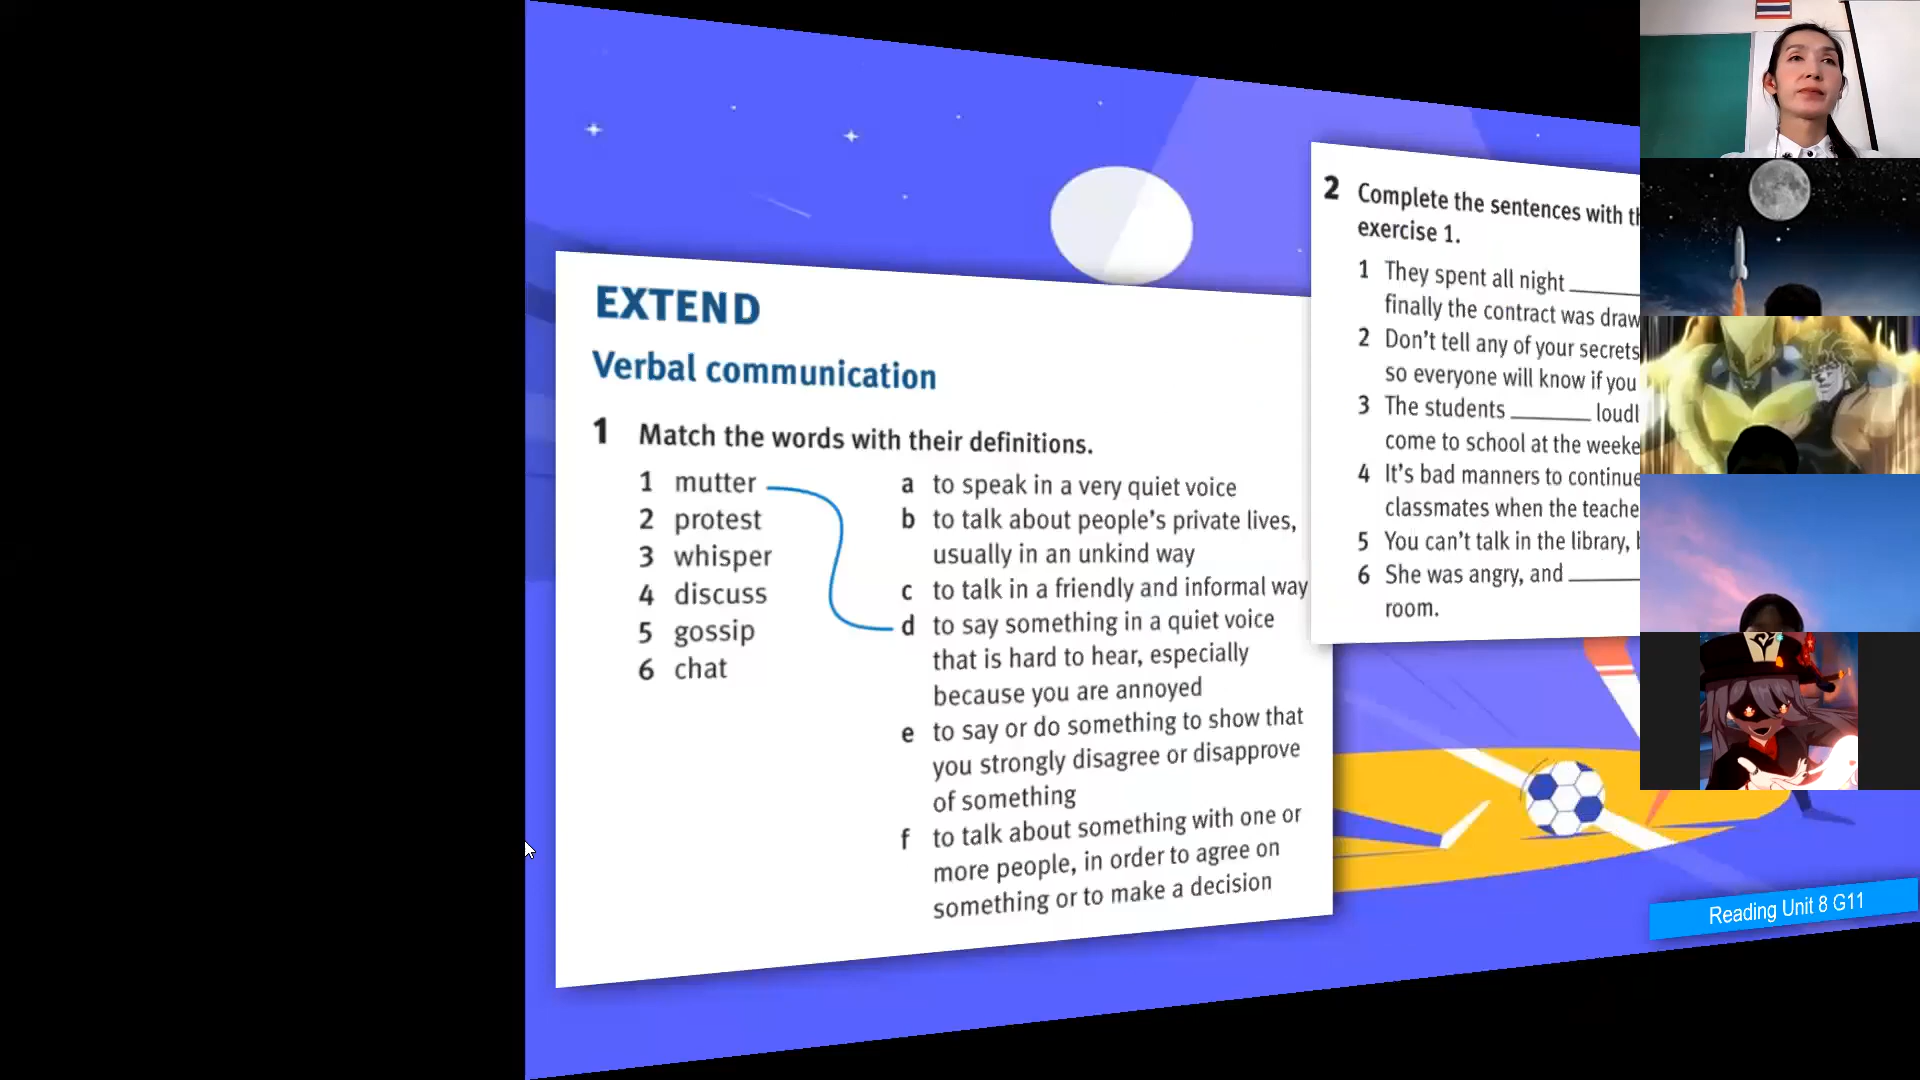 EXTEND
Verbal communication
1 Match the words with their definitions.
1 mutter
2 protest
3 whisper
4 discuss
5 gossip
6 chat
a to speak in a very quiet voice
b to talk about people's private lives,
usually in an unkind way
c to talk in a friendly and informal way
d to say something in a quiet voice
that is hard to hear, especially
because you are annoyed
e to say or do something to show that
you strongly disagree or disapprove
of something
f to talk about something with one or
more people, in order to agree on
something or to make a decision
2 Complete the sentences with
exercise 1.
1 They spent all night ______
finally the contract was
2 Don't tell any of your secrets
so everyone will know if you
3 The students ______
come to school at the
4 It's bad manners to continue
classmates when the
5 You can't talk in the library,
6 She was angry, and ______
room.
Reading Unit 8 G11